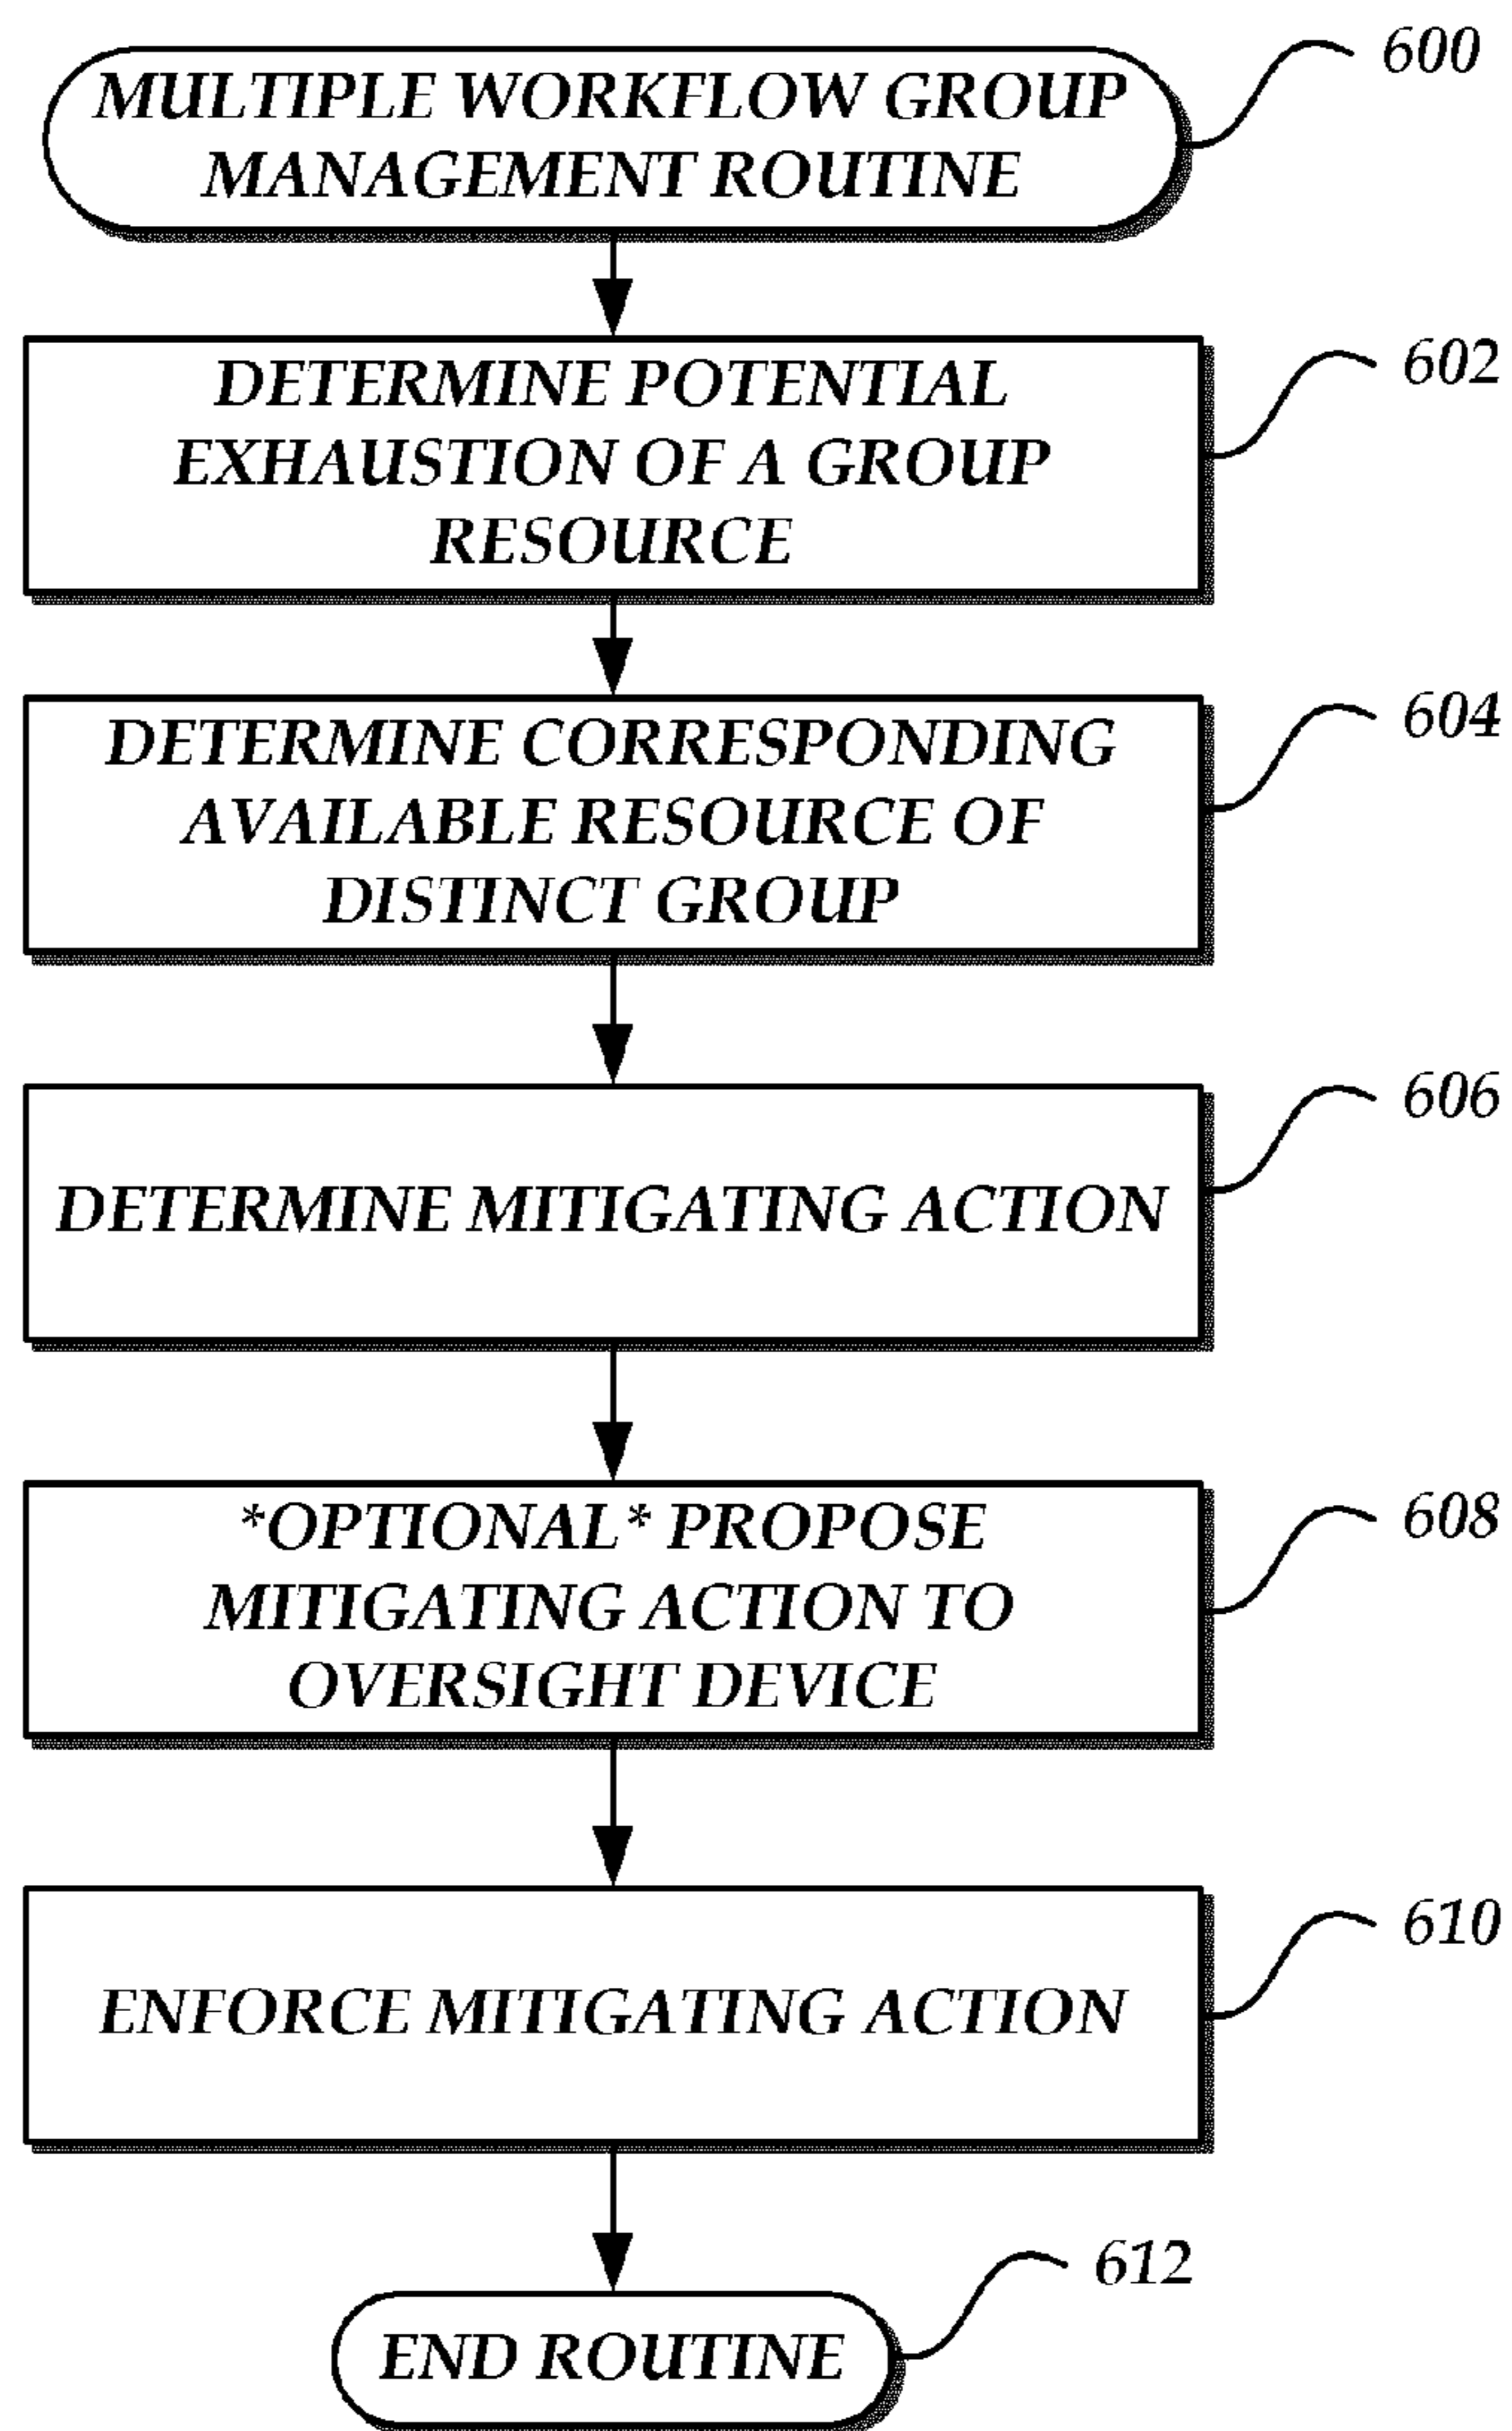 MULTIPLE WORKFLOW GROUP
MANAGEMENT ROUTINE
600
DETERMINE POTENTIAL
EXHAUSTION OF A GROUP
RESOURCE
602
DETERMINE CORRESPONDING
AVAILABLE RESOURCE OF
DISTINCT GROUP
604
DETERMINE MITIGATING ACTION
606
*OPTIONAL* PROPOSE
MITIGATING ACTION TO
OVERSIGHT DEVICE
608
ENFORCE MITIGATING ACTION
610
END ROUTINE
612